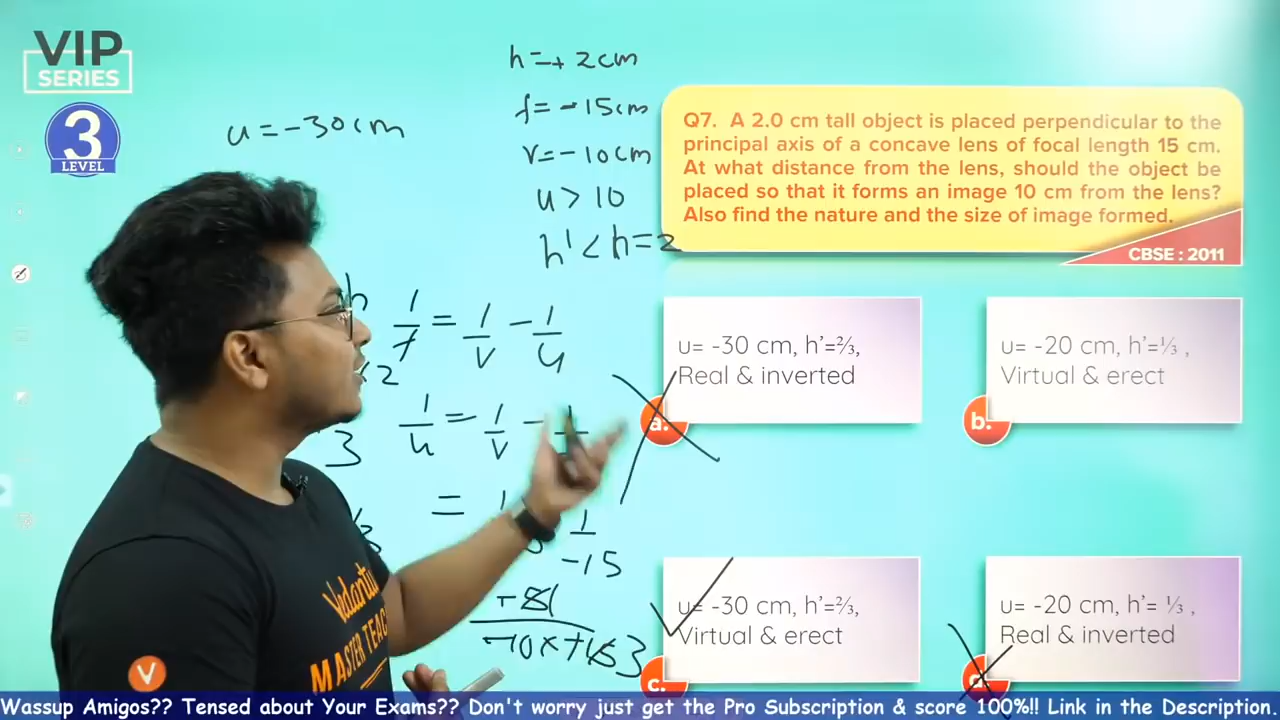 VIP
SERIES
3
LEVEL
u = -30cm
h = + 2cm
f = -15cm
v = -10cm
u > 10
h' < h = 2
Q7. A 2.0 cm tall object is placed perpendicular to the
principal axis of a concave lens of focal length 15 cm.
At what distance from the lens, should the object be
placed so that it forms an image 10 cm from the lens?
Also find the nature and the size of image formed.
CBSE : 2011
1/f = 1/v - 1/u
x2
1/u = 1/v -
3
=
1/-15
u= -30 cm, h'=⅔,
Real & inverted
a.
u= -20 cm, h'=⅓ ,
Virtual & erect
b.
u= -30 cm, h'=⅔,
Virtual & erect
c.
u= -20 cm, h'= ⅓ ,
Real & inverted
d.
Vedantu
MASTER TEAC
V
Wassup Amigos?? Tensed about Your Exams?? Don't worry just get the Pro Subscription & score 100%!! Link in the Description.